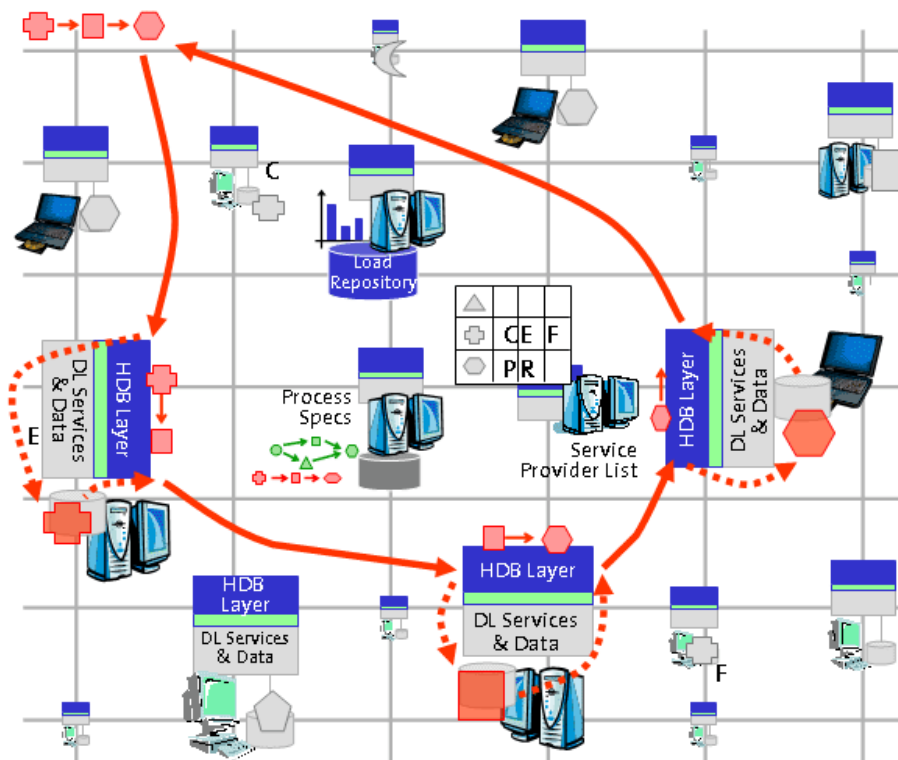 C
Load
Repository
C E F
P R
Process
Specs
Service
Provider List
HDB Layer
DL Services
& Data
E
HDB Layer
DL Services
& Data
HDB Layer
DL Services
& Data
HDB
Layer
DL Services
& Data
F